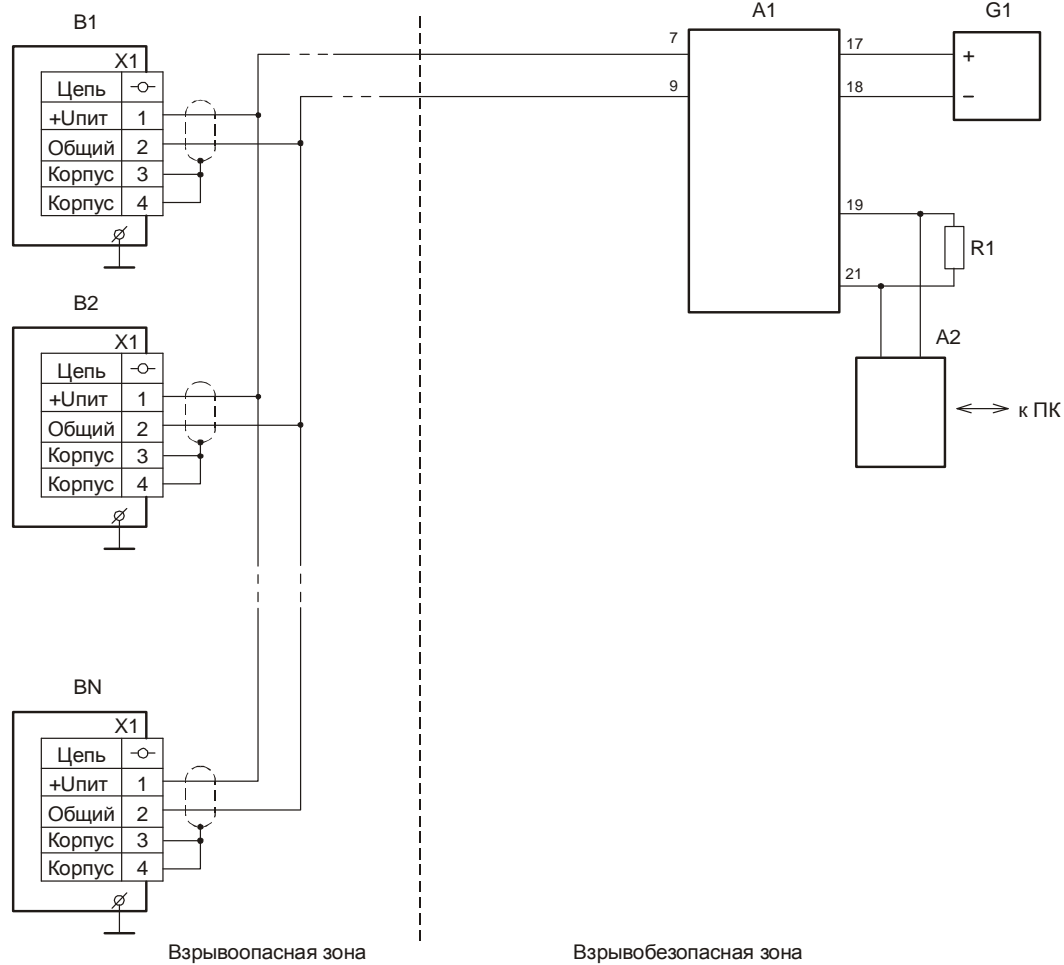 B1
X1
Цепь
+Uпит 1
Общий 2
Корпус 3
Корпус 4
B2
X1
Цепь
+Uпит 1
Общий 2
Корпус 3
Корпус 4
BN
X1
Цепь
+Uпит 1
Общий 2
Корпус 3
Корпус 4
A1
7
9
17
18
19
21
G1
+
−
R1
A2
к ПК
Взрывоопасная зона
Взрывобезопасная зона